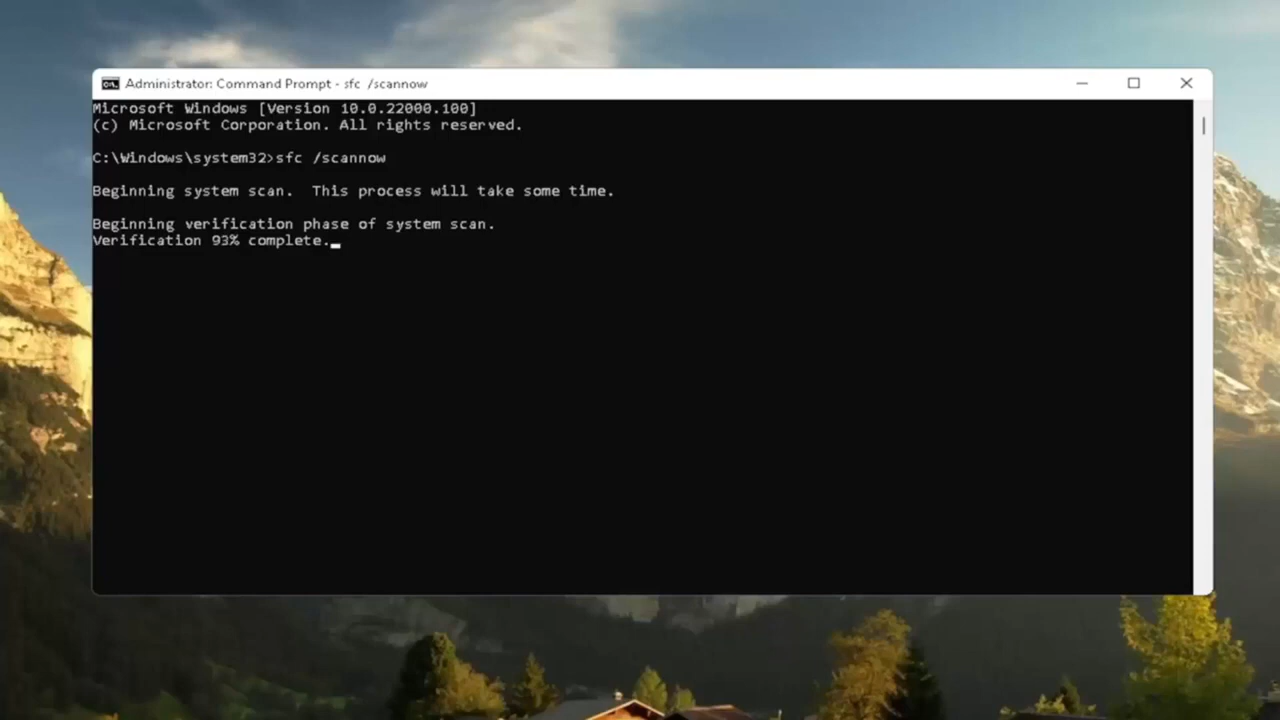 Administrator: Command Prompt - sfc /scannow
Microsoft Windows [Version 10.0.22000.100]
(c) Microsoft Corporation. All rights reserved.
C:\Windows\system32>sfc /scannow
Beginning system scan.  This process will take some time.
Beginning verification phase of system scan.
Verification 93% complete.